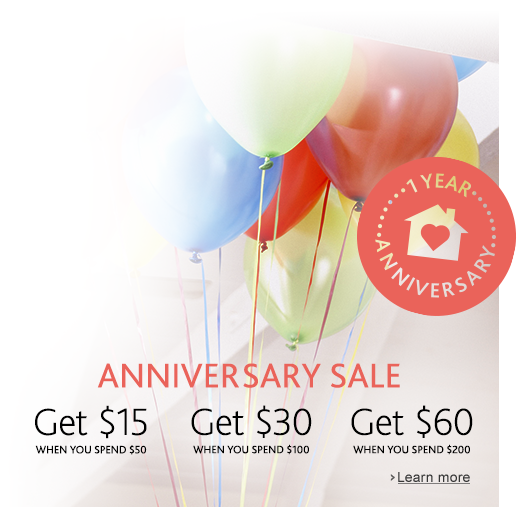 ·1 YEAR·
ANNIVERSARY
ANNIVERSARY SALE
Get $15
WHEN YOU SPEND $50
Get $30
WHEN YOU SPEND $100
Get $60
WHEN YOU SPEND $200
› Learn more